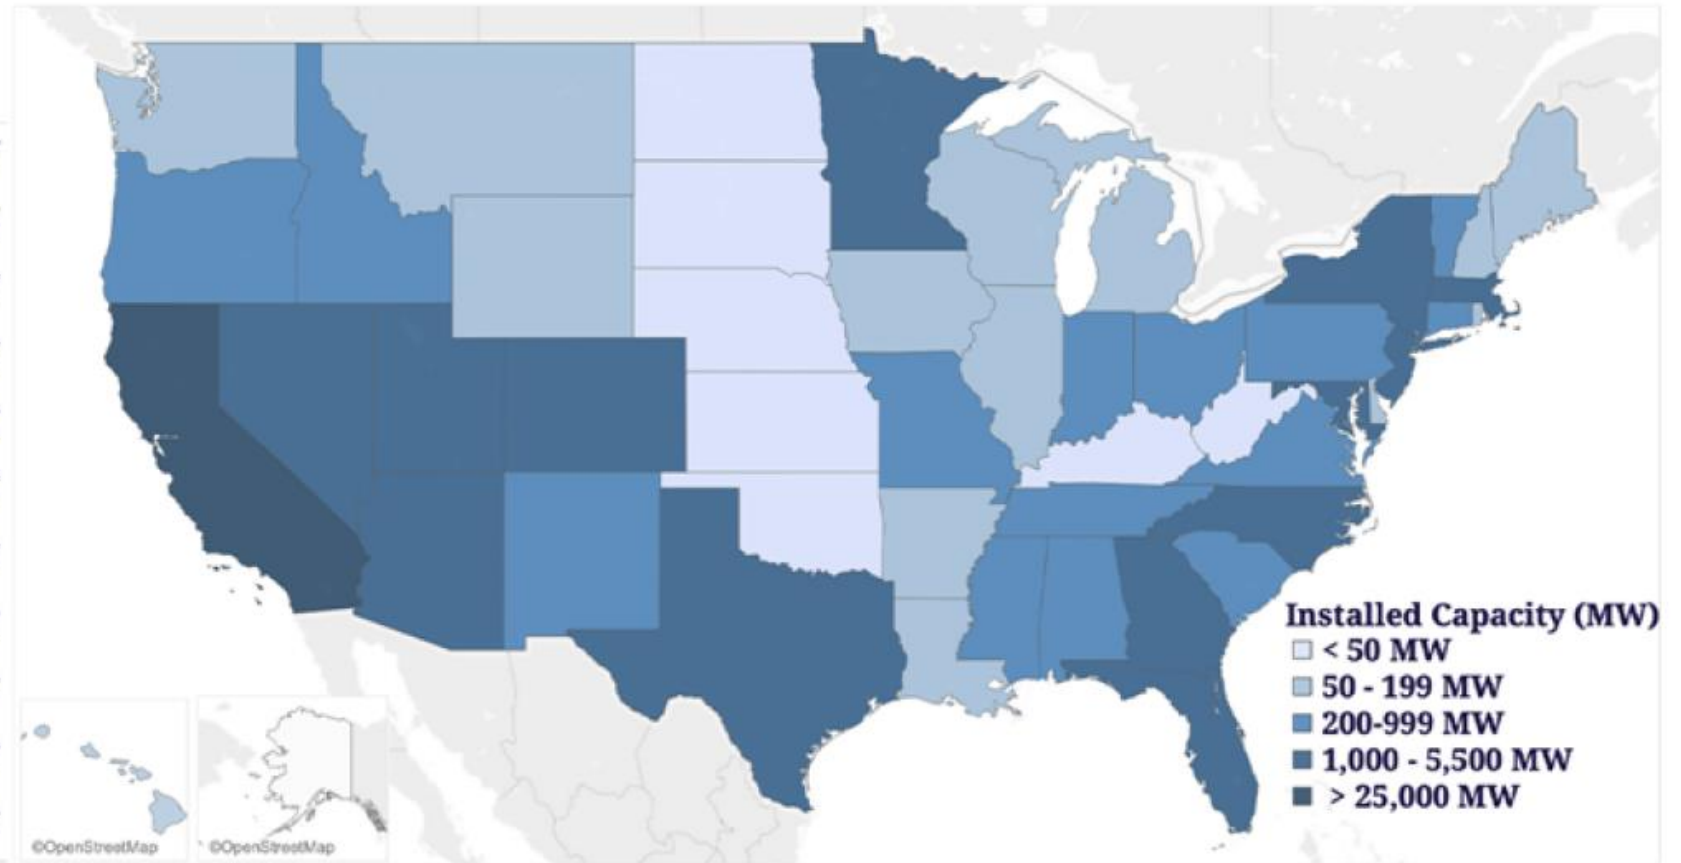 Installed Capacity (MW)
< 50 MW
50 - 199 MW
200-999 MW
1,000 - 5,500 MW
> 25,000 MW
©OpenStreetMap
©OpenStreetMap